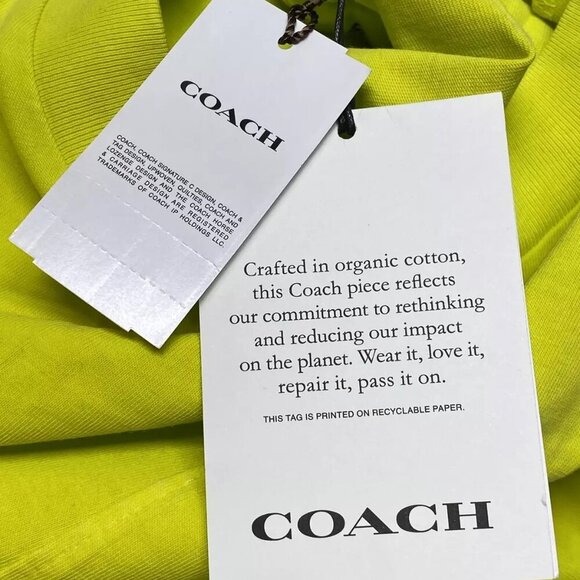 COACH
COACH, COACH SIGNATURE C DESIGN, COACH &
TAG DESIGN, UPWOVEN, QUILTIES, COACH AND
LOZENGE DESIGN AND THE COACH HORSE
& CARRIAGE DESIGN ARE REGISTERED
TRADEMARKS OF COACH IP HOLDINGS LLC.
Crafted in organic cotton,
this Coach piece reflects
our commitment to rethinking
and reducing our impact
on the planet. Wear it, love it,
repair it, pass it on.
THIS TAG IS PRINTED ON RECYCLABLE PAPER.
COACH